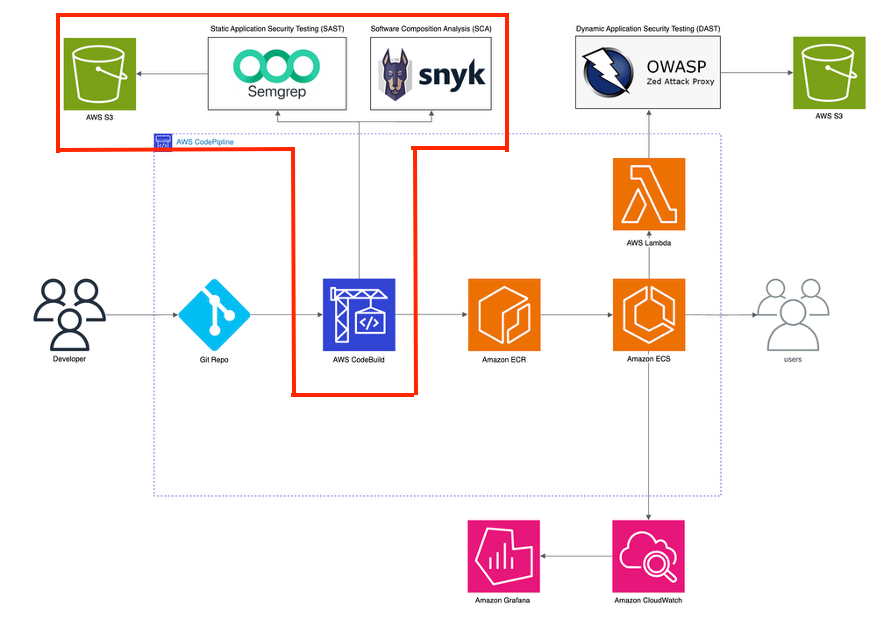 Static Application Security Testing (SAST)
Software Composition Analysis (SCA)
Dynamic Application Security Testing (DAST)
Semgrep
snyk
OWASP
Zed Attack Proxy
AWS S3
AWS S3
AWS CodePipline
AWS Lambda
Developer
Git Repo
AWS CodeBuild
Amazon ECR
Amazon ECS
users
Amazon Grafana
Amazon CloudWatch